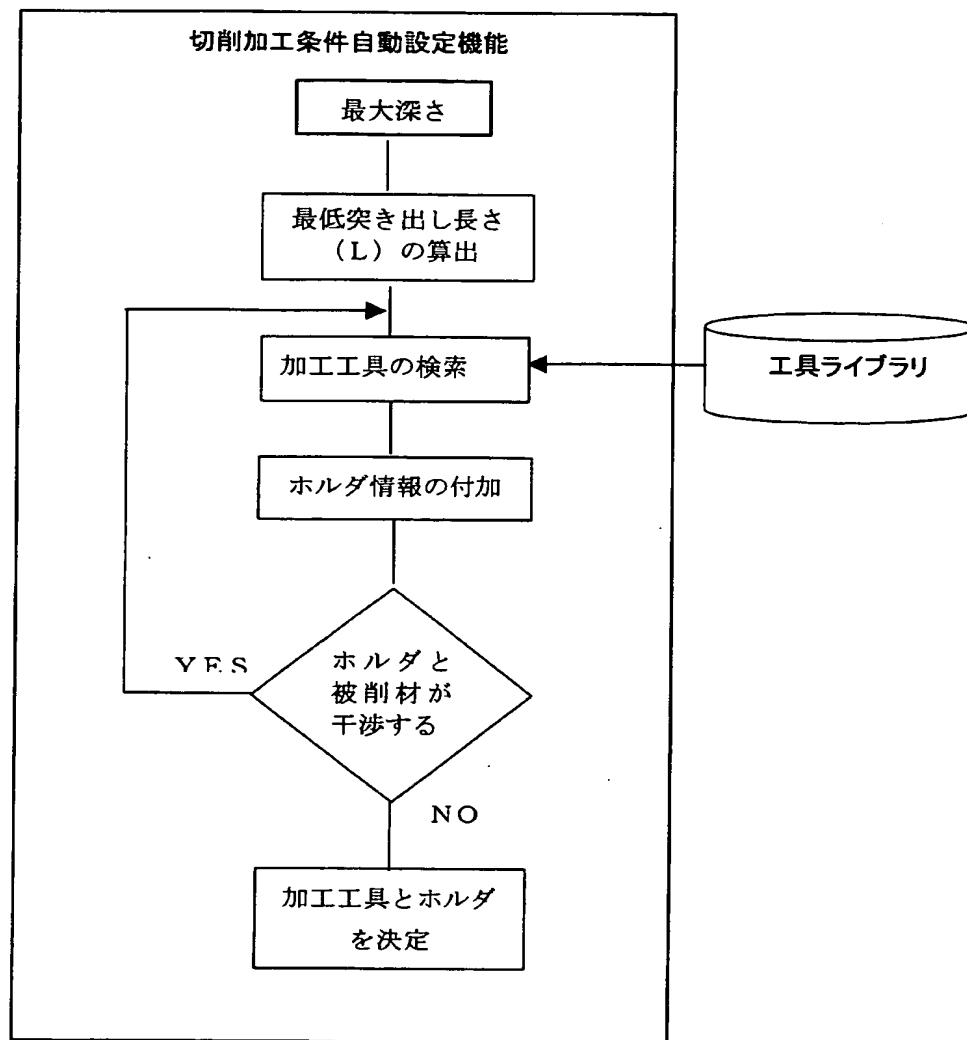 切削加工条件自動設定機能
最大深さ
最低突き出し長さ
（L）の算出
加工工具の検索
工具ライブラリ
ホルダ情報の付加
YES
ホルダと
被削材が
干渉する
NO
加工工具とホルダ
を決定